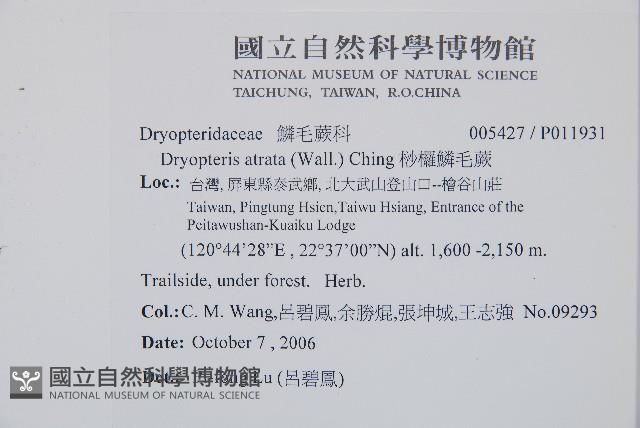 國立自然科學博物館
NATIONAL MUSEUM OF NATURAL SCIENCE
TAICHUNG, TAIWAN, R.O.CHINA
Dryopteridaceae 鱗毛蕨科 005427 / P011931
Dryopteris atrata (Wall.) Ching 桫欏鱗毛蕨
Loc.: 台灣, 屏東縣泰武鄉, 北大武山登山口--檜谷山莊
Taiwan, Pingtung Hsien,Taiwu Hsiang, Entrance of the
Peitawushan-Kuaiku Lodge
(120°44'28”E , 22°37'00”N) alt. 1,600 -2,150 m.
Trailside, under forest. Herb.
Col.:C. M. Wang,呂碧鳳,余勝焜,張坤城,王志強 No.09293
Date: October 7 , 2006
Lu (呂碧鳳)
國立自然科學博物館
NATIONAL MUSEUM OF NATURAL SCIENCE